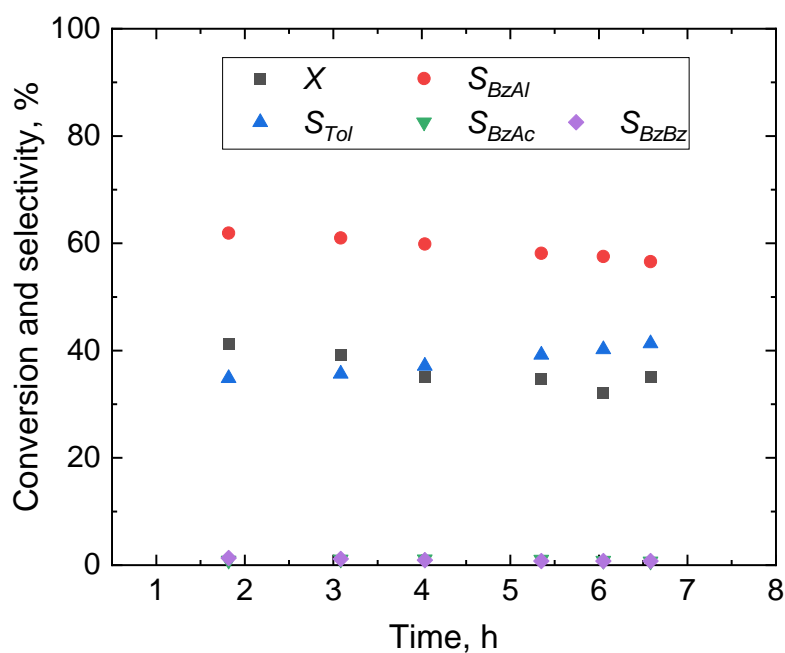 100
80
60
40
20
0
Conversion and selectivity, %
X S_BzAl
S_Tol S_BzAc S_BzBz
1 2 3 4 5 6 7 8
Time, h